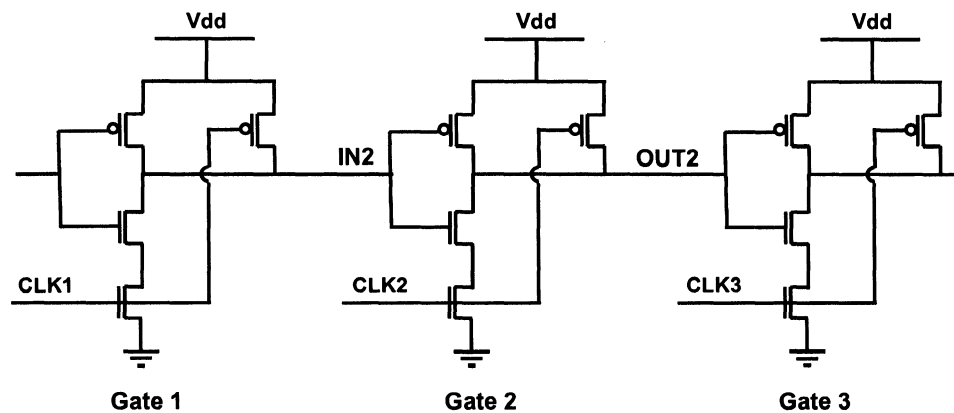 Vdd
Vdd
Vdd
IN2
OUT2
CLK1
CLK2
CLK3
Gate 1
Gate 2
Gate 3